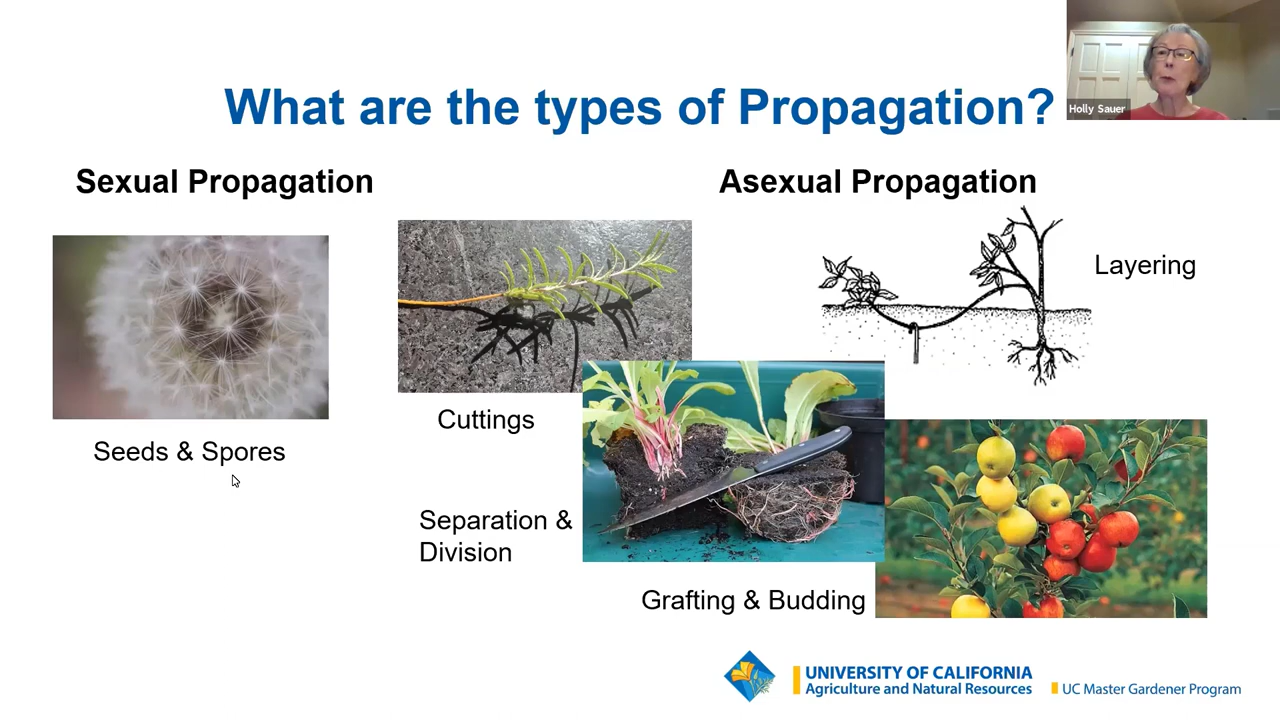 What are the types of Propagation?
Holly Sauer
Sexual Propagation
Asexual Propagation
Layering
Cuttings
Seeds & Spores
Separation &
Division
Grafting & Budding
UNIVERSITY OF CALIFORNIA
Agriculture and Natural Resources
UC Master Gardener Program